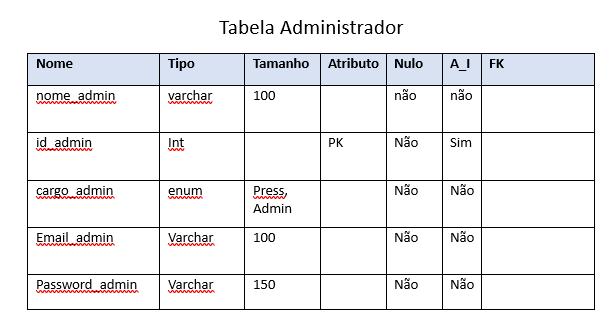 Tabela Administrador
Nome Tipo Tamanho Atributo Nulo A_I FK
nome_admin varchar 100 não não
id_admin Int PK Não Sim
cargo_admin enum Press, Não Não
Admin
Email_admin Varchar 100 Não Não
Password_admin Varchar 150 Não Não